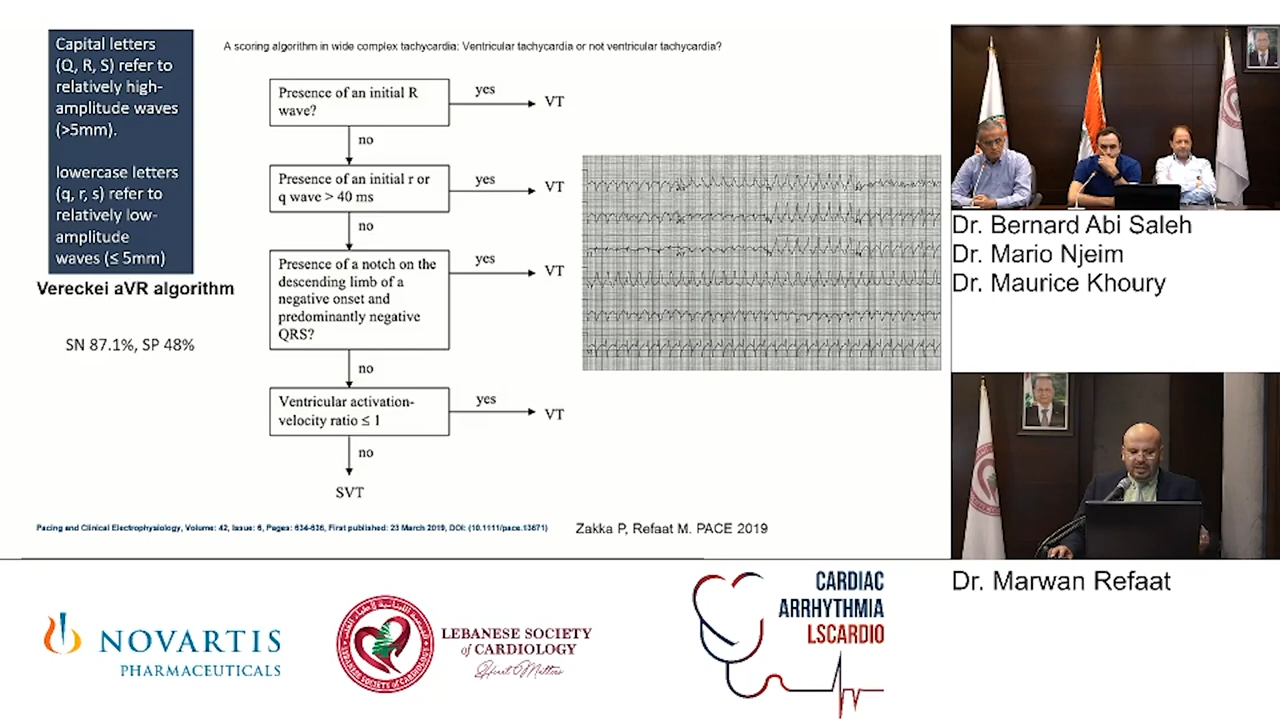 Capital letters
(Q, R, S) refer to
relatively high-
amplitude waves
(>5mm).
lowercase letters
(q, r, s) refer to
relatively low-
amplitude
waves (≤ 5mm)
Vereckei aVR algorithm
SN 87.1%, SP 48%
A scoring algorithm in wide complex tachycardia: Ventricular tachycardia or not ventricular tachycardia?
Presence of an initial R
wave?
yes
VT
no
Presence of an initial r or
q wave > 40 ms
yes
VT
no
Presence of a notch on the
descending limb of a
negative onset and
predominantly negative
QRS?
yes
VT
no
Ventricular activation-
velocity ratio ≤ 1
yes
VT
no
SVT
Pacing and Clinical Electrophysiology, Volume: 42, Issue: 6, Pages: 634-636, First published: 23 March 2019, DOI: (10.1111/pace.13671)
Zakka P, Refaat M. PACE 2019
Dr. Bernard Abi Saleh
Dr. Mario Njeim
Dr. Maurice Khoury
Dr. Marwan Refaat
NOVARTIS
PHARMACEUTICALS
LEBANESE SOCIETY
of CARDIOLOGY
Heart Matters
CARDIAC
ARRHYTHMIA
LSCARDIO